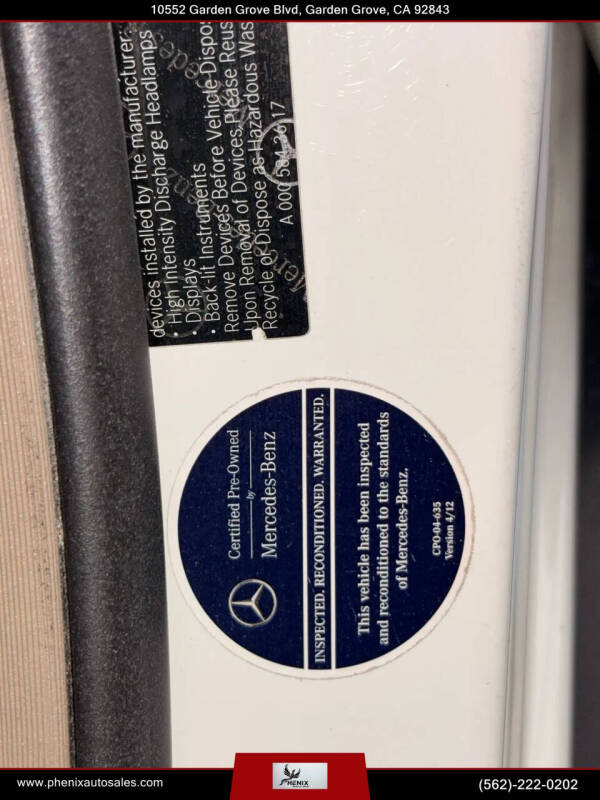 10552 Garden Grove Blvd, Garden Grove, CA 92843
devices installed by the manufacturer:
• High Intensity Discharge Headlamps
• Displays
• Back-lit Instruments
Remove Devices Before Vehicle Dispos
Upon Removal of Devices Please Reus
Recycle or Dispose as Hazardous Was
A 000 584 17
Certified Pre-Owned
by
Mercedes-Benz
INSPECTED. RECONDITIONED. WARRANTED.
This vehicle has been inspected
and reconditioned to the standards
of Mercedes-Benz.
CPO-04-635
Version 4/12
www.phenixautosales.com
PHENIX
(562)-222-0202